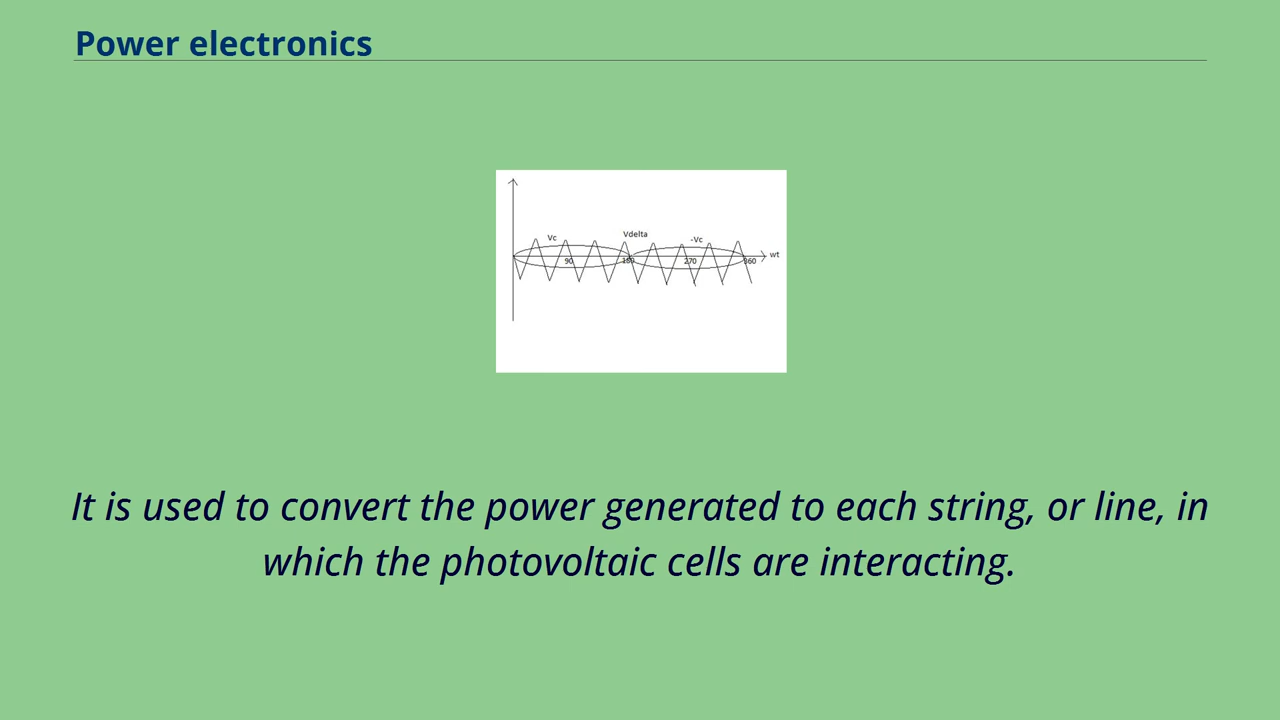 Power electronics
Vc
Vdelta
-Vc
wt
90
180
270
360
It is used to convert the power generated to each string, or line, in
which the photovoltaic cells are interacting.